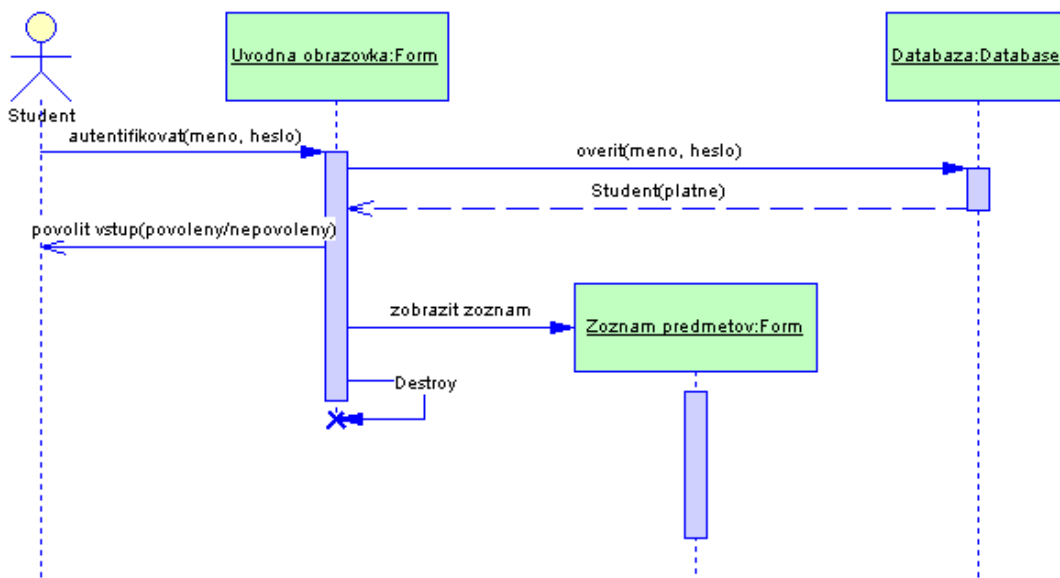 Uvodna obrazovka:Form
Databaza:Database
Student
autentifikovat(meno, heslo)
overit(meno, heslo)
Student(platne)
povolit vstup(povoleny/nepovoleny)
zobrazit zoznam
Zoznam predmetov:Form
Destroy